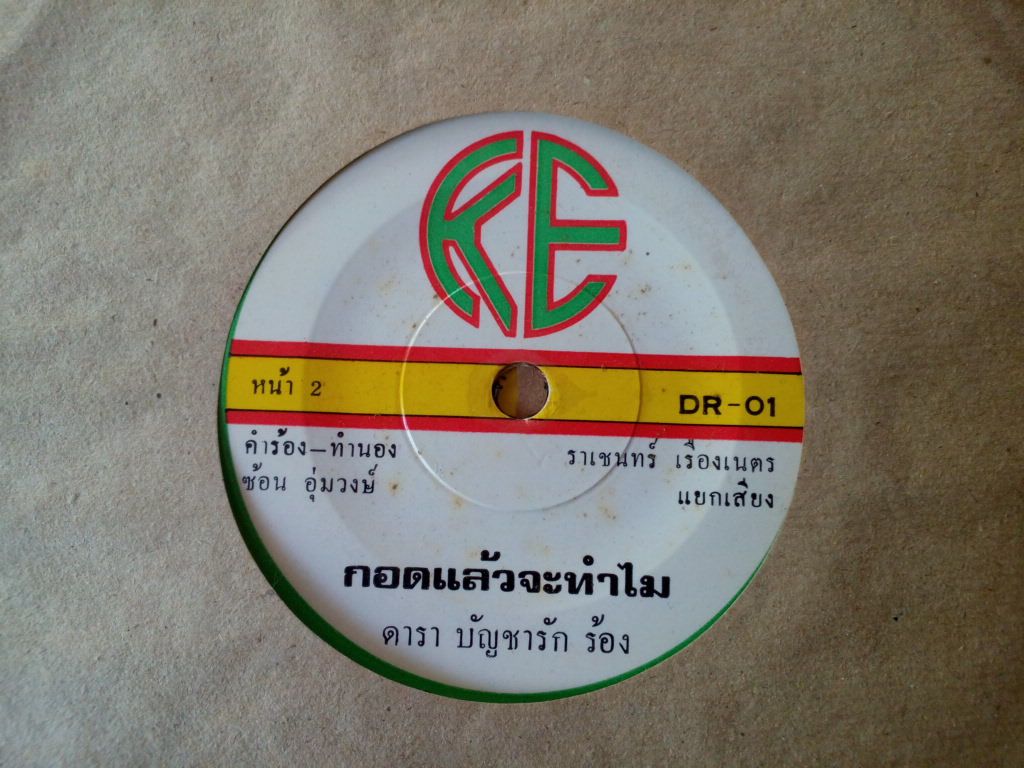 KE
หน้า 2
DR-01
คำร้อง-ทำนอง
ซ้อน อุ่มวงษ์
ราเชนทร์ เรืองเนตร
แยกเสียง
กอดแล้วจะทำไม
ดารา บัญชารัก ร้อง